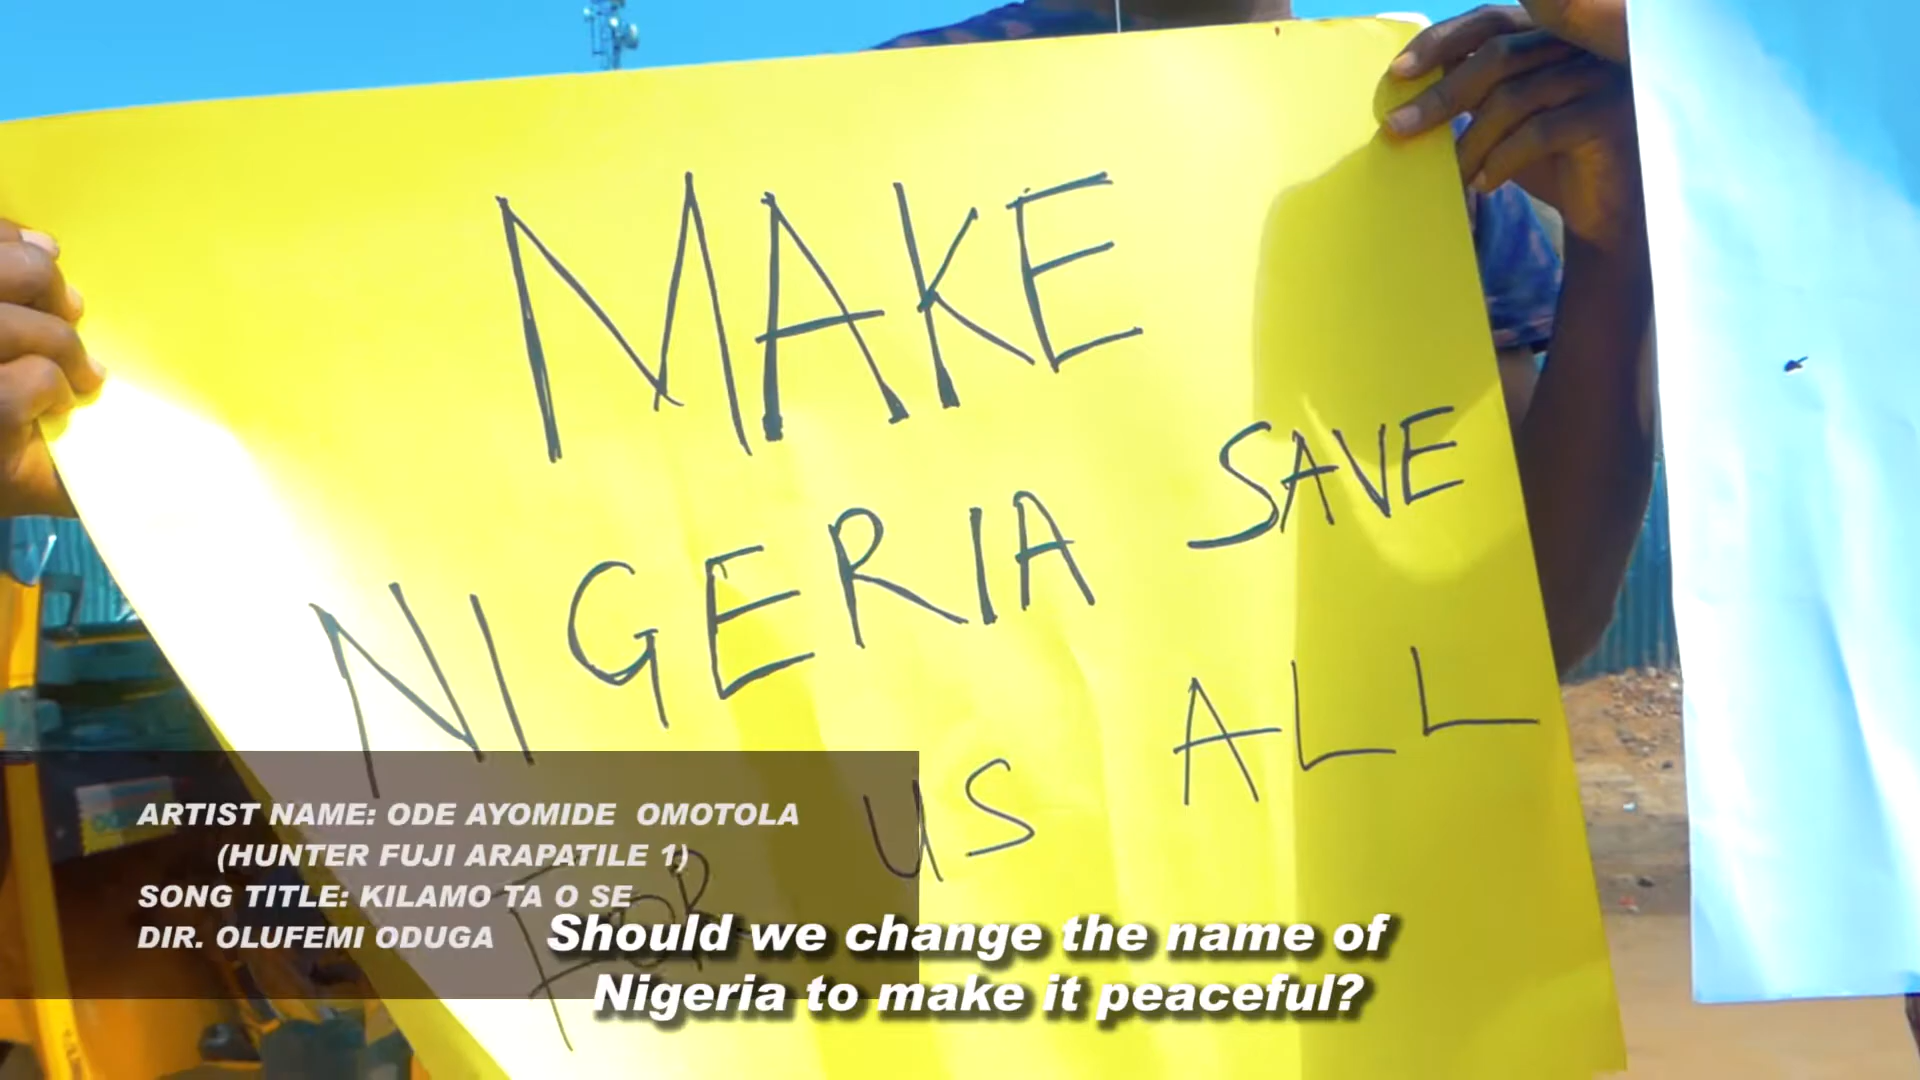 MAKE
NIGERIA SAVE
FOR US ALL
ARTIST NAME: ODE AYOMIDE OMOTOLA
(HUNTER FUJI ARAPATILE 1)
SONG TITLE: KILAMO TA O SE
DIR. OLUFEMI ODUGA
Should we change the name of
Nigeria to make it peaceful?